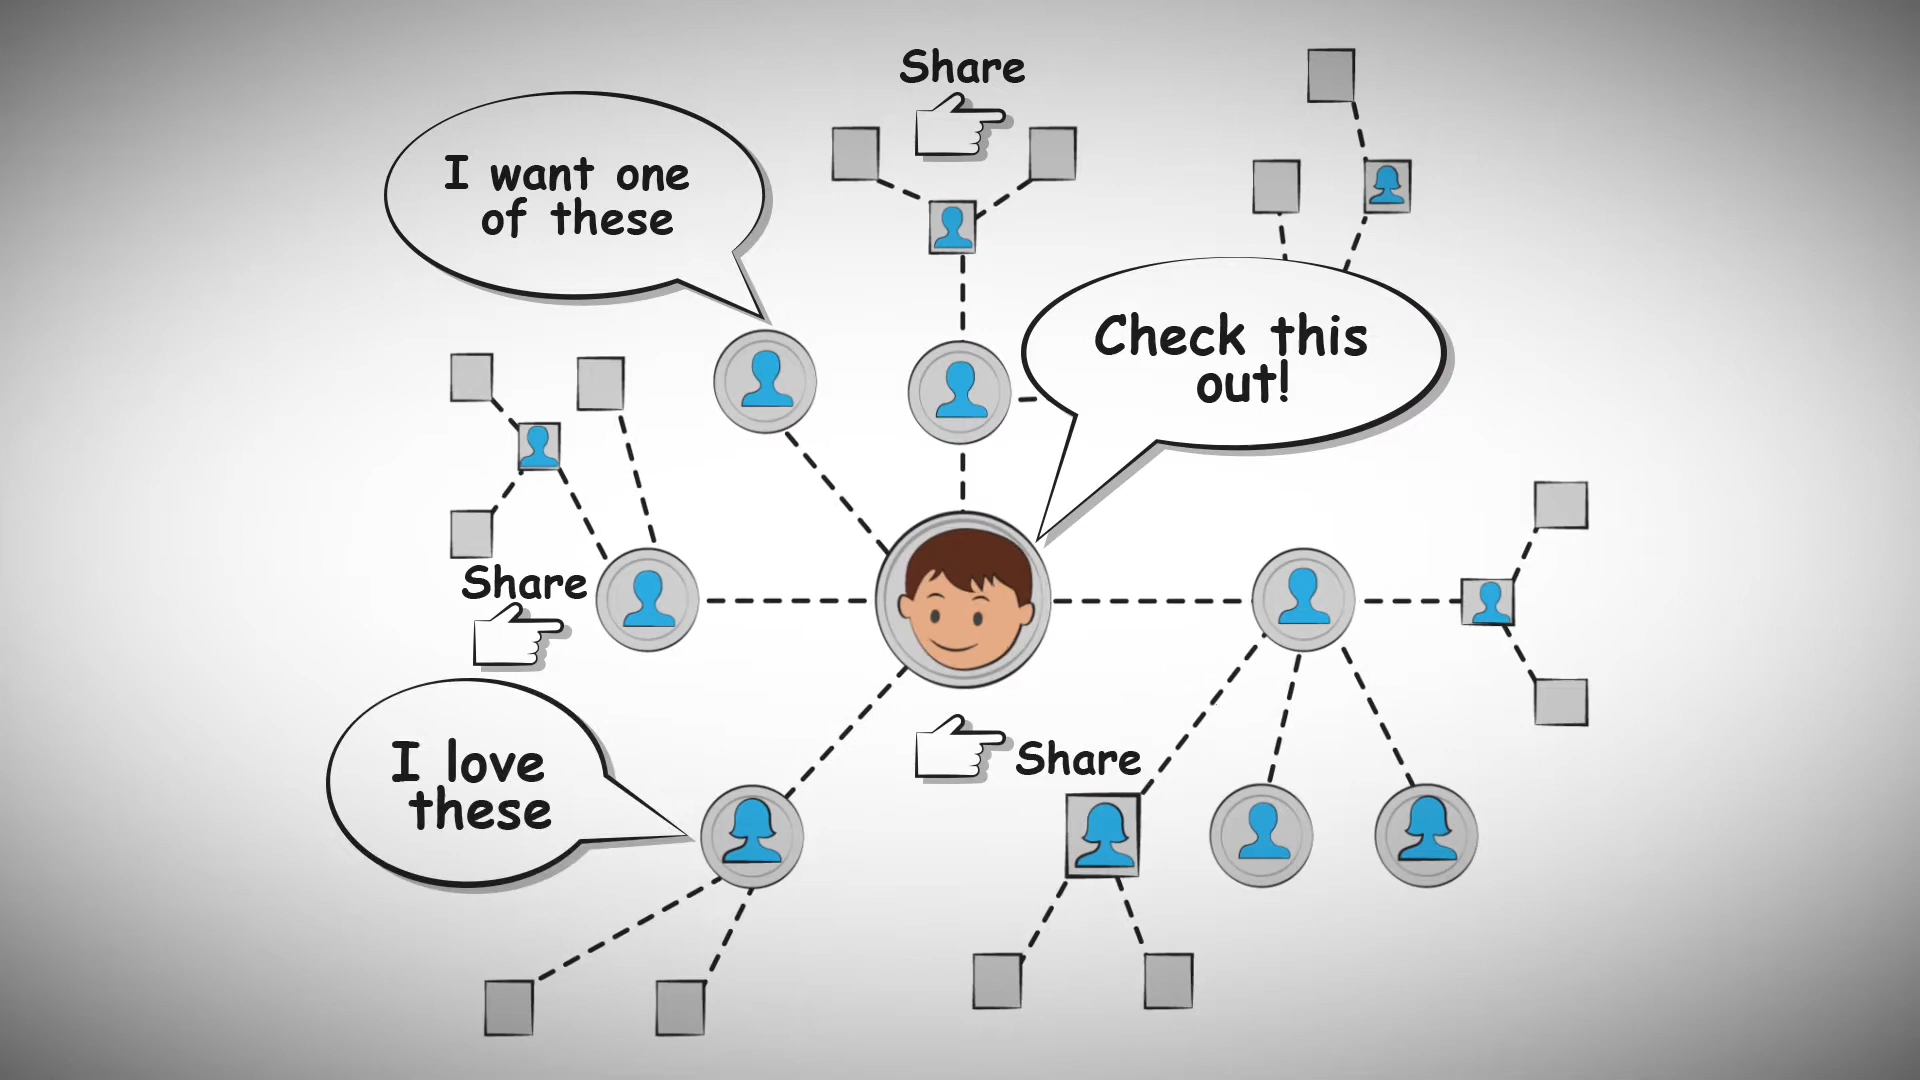 Share
I want one
of these
Check this
out!
Share
I love
these
Share